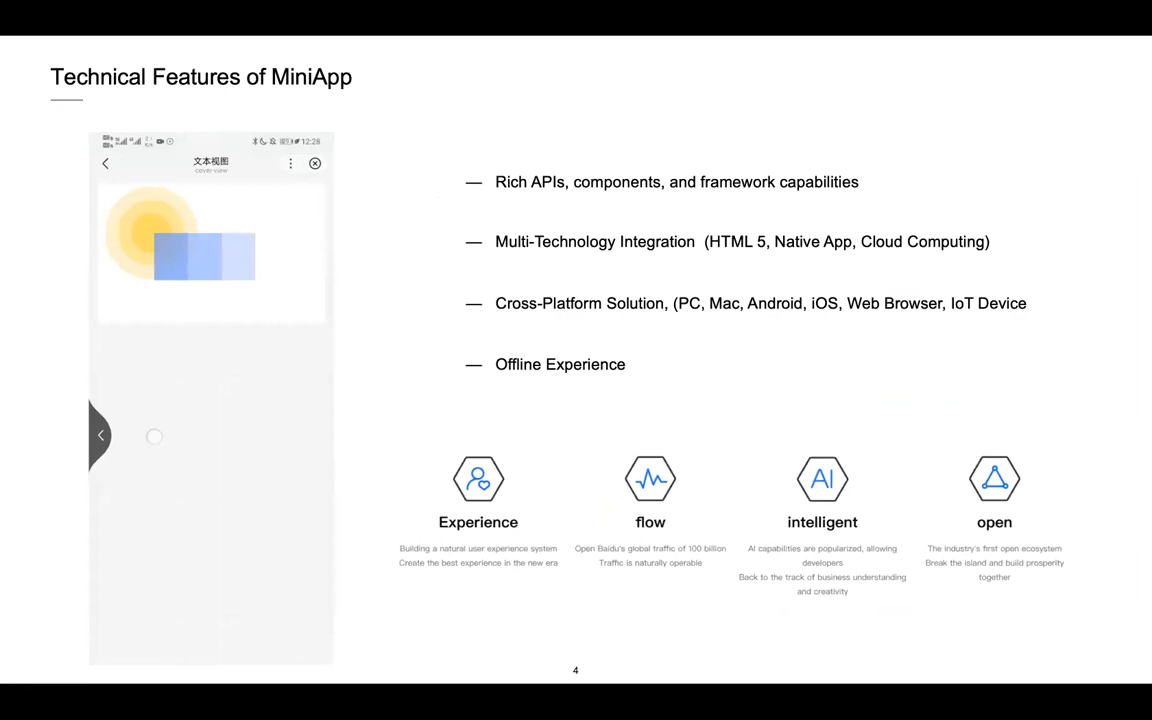 Technical Features of MiniApp
12:28
文本视图
cover-view
— Rich APIs, components, and framework capabilities
— Multi-Technology Integration (HTML 5, Native App, Cloud Computing)
— Cross-Platform Solution, (PC, Mac, Android, iOS, Web Browser, IoT Device
— Offline Experience
AI
Experience
Building a natural user experience system
Create the best experience in the new era
flow
Open Baidu's global traffic of 100 billion
Traffic is naturally operable
intelligent
AI capabilities are popularized, allowing
developers
Back to the track of business understanding
and creativity
open
The industry's first open ecosystem
Break the island and build prosperity
together
4